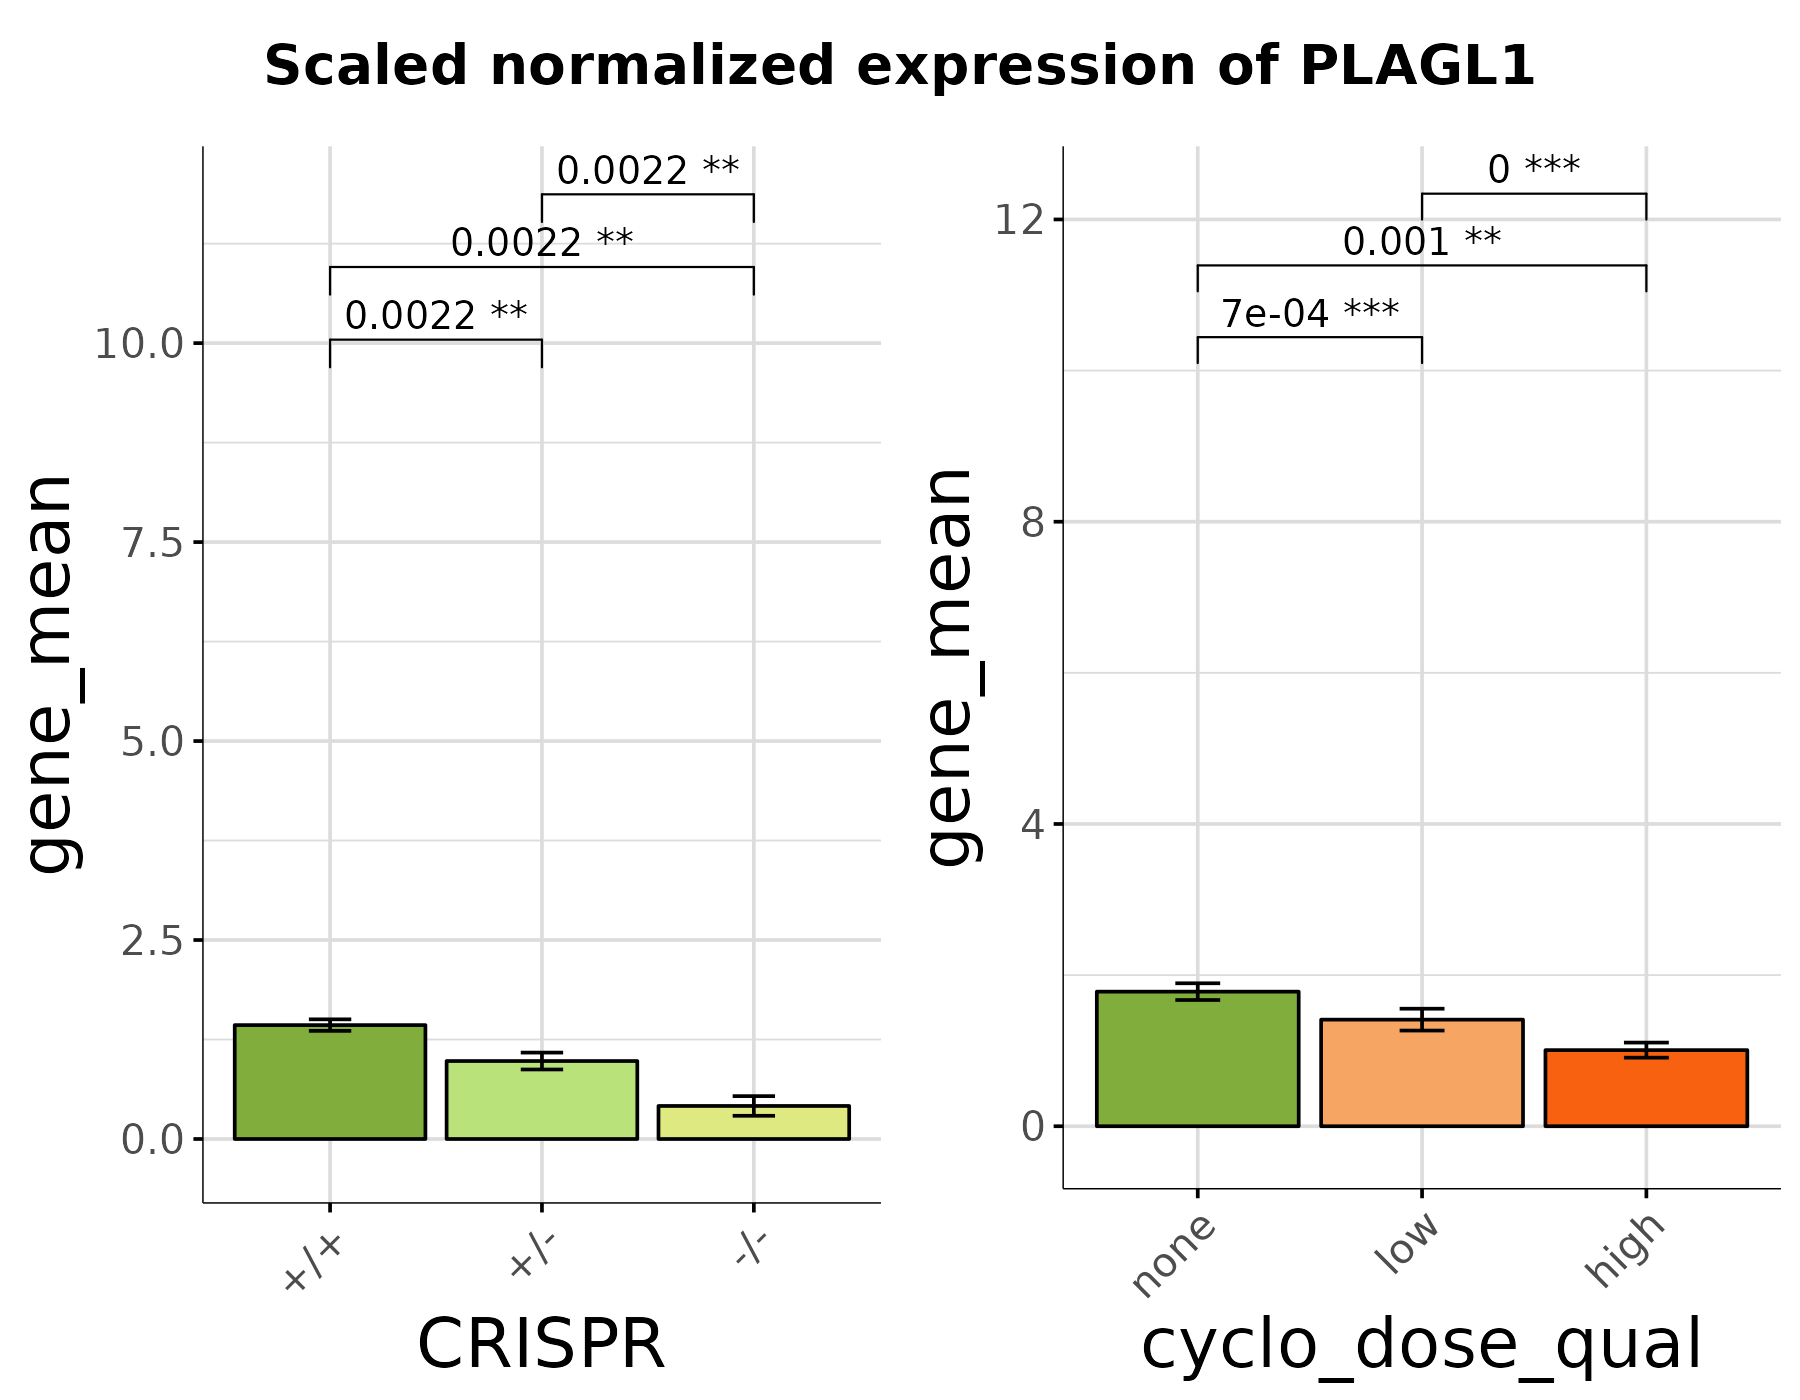 Scaled normalized expression of PLAGL1
gene_mean
10.0
7.5
5.0
2.5
0.0
0.0022 **
0.0022 **
0.0022 **
+/+
+/-
-/-
CRISPR
gene_mean
12
8
4
0
0 ***
0.001 **
7e-04 ***
none
low
high
cyclo_dose_qual